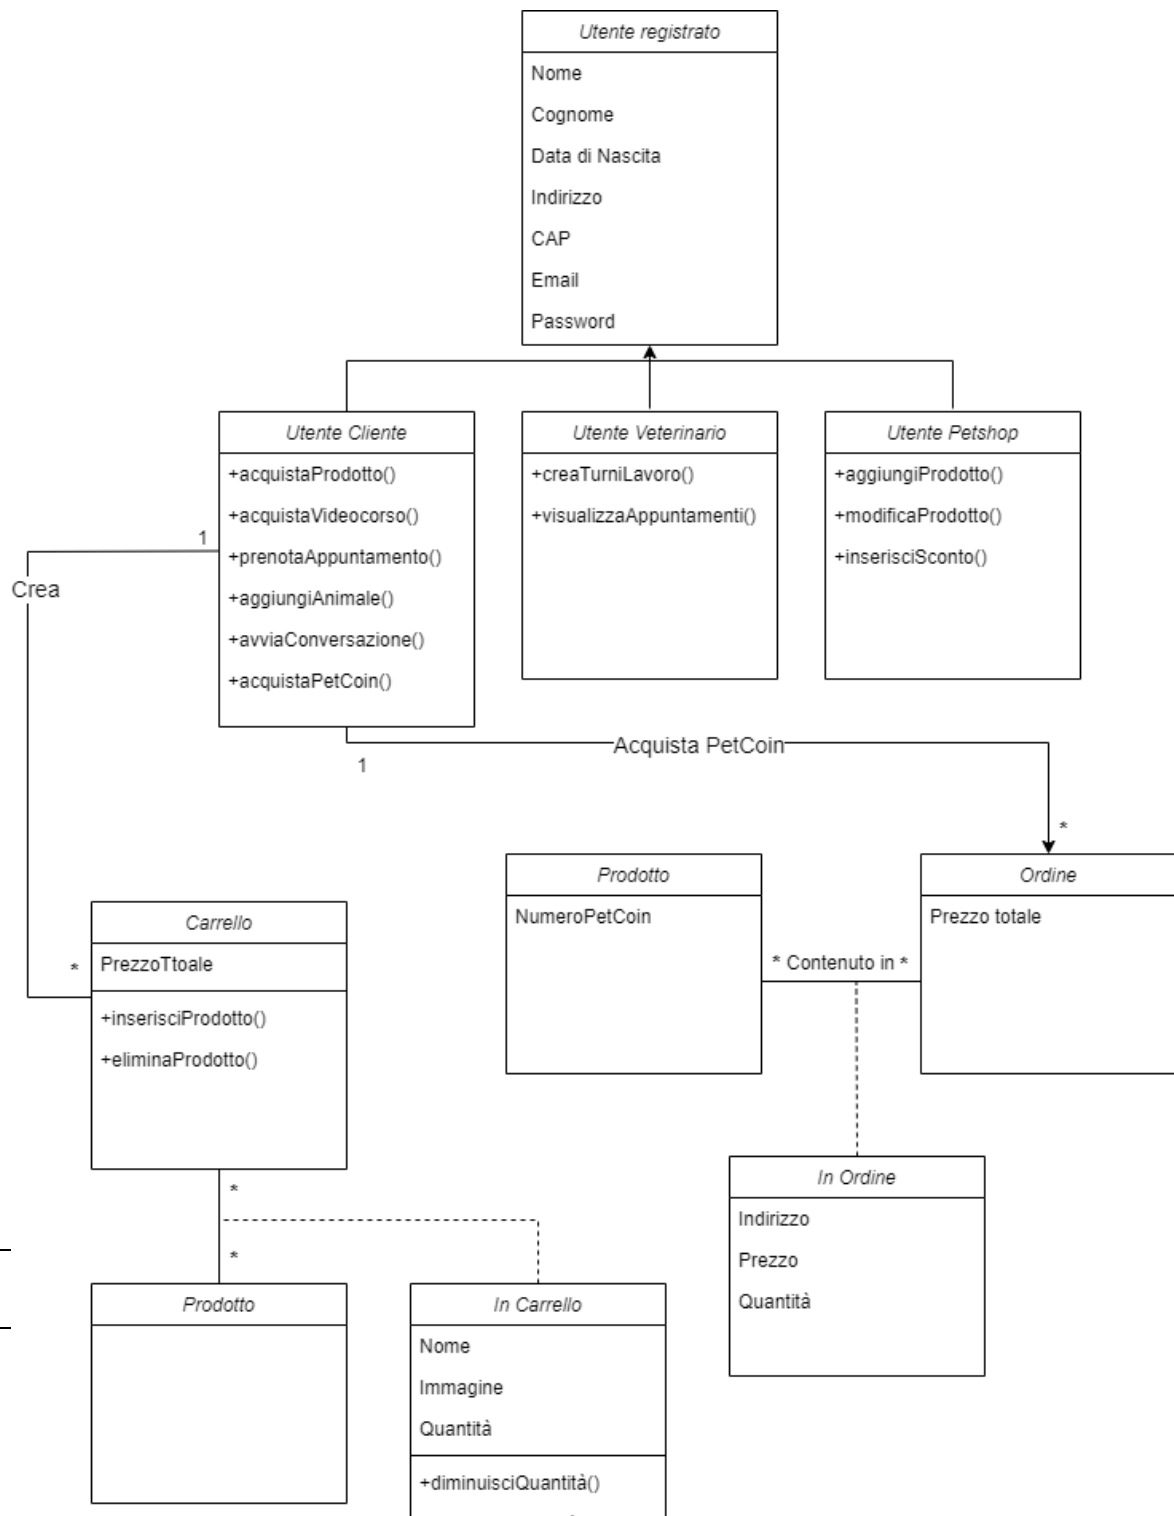 Utente registrato
Nome
Cognome
Data di Nascita
Indirizzo
CAP
Email
Password
Utente Cliente
+acquistaProdotto()
+acquistaVideocorso()
+prenotaAppuntamento()
+aggiungiAnimale()
+avviaConversazione()
+acquistaPetCoin()
Utente Veterinario
+creaTurniLavoro()
+visualizzaAppuntamenti()
Utente Petshop
+aggiungiProdotto()
+modificaProdotto()
+inserisciSconto()
1
Crea
*
1
Acquista PetCoin
*
Prodotto
NumeroPetCoin
* Contenuto in *
Ordine
Prezzo totale
Carrello
PrezzoTtoale
+inserisciProdotto()
+eliminaProdotto()
In Ordine
Indirizzo
Prezzo
Quantità
*
*
Prodotto
In Carrello
Nome
Immagine
Quantità
+diminuisciQuantità()